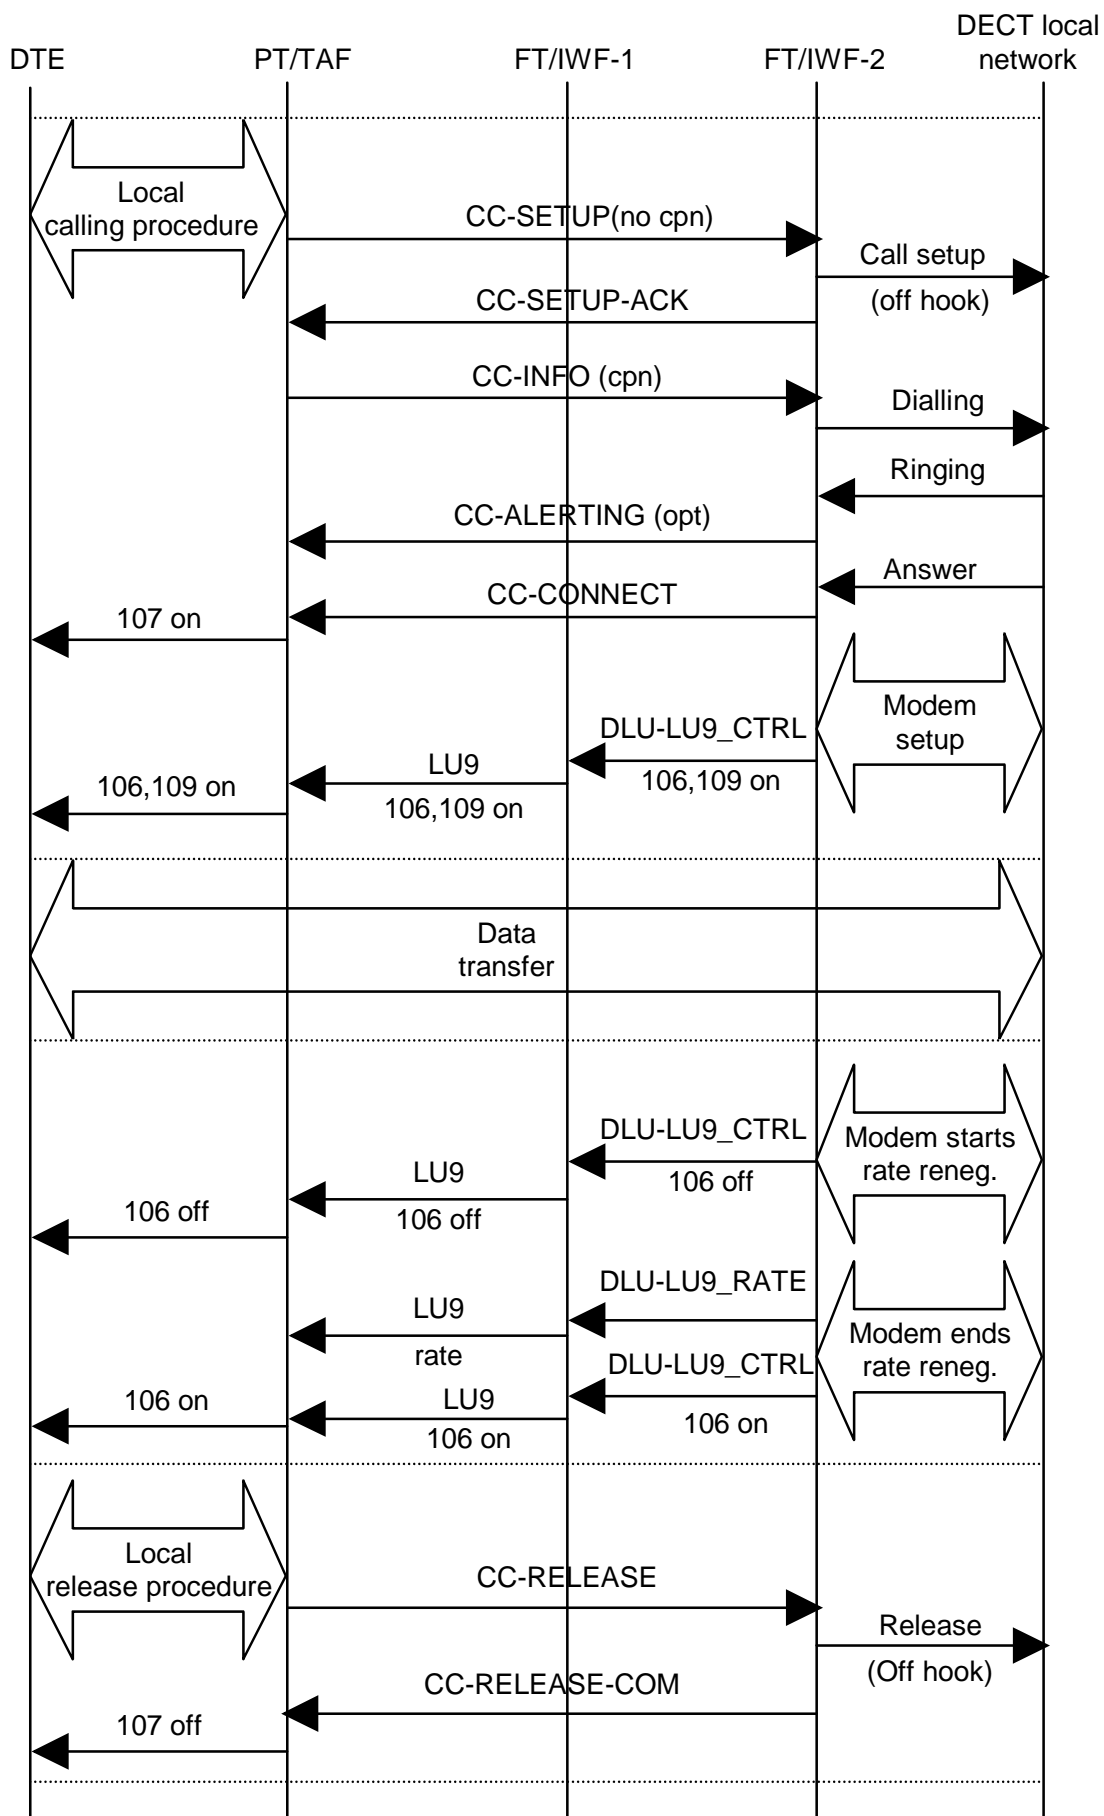 DECT local
network
DTE
PT/TAF
FT/IWF-1
FT/IWF-2
Local
calling procedure
CC-SETUP(no cpn)
Call setup
(off hook)
CC-SETUP-ACK
CC-INFO (cpn)
Dialling
Ringing
CC-ALERTING (opt)
Answer
CC-CONNECT
107 on
Modem
setup
DLU-LU9_CTRL
106,109 on
LU9
106,109 on
106,109 on
Data
transfer
DLU-LU9_CTRL
106 off
Modem starts
rate reneg.
LU9
106 off
106 off
DLU-LU9_RATE
LU9
rate
Modem ends
rate reneg.
DLU-LU9_CTRL
106 on
LU9
106 on
106 on
Local
release procedure
CC-RELEASE
Release
(Off hook)
CC-RELEASE-COM
107 off